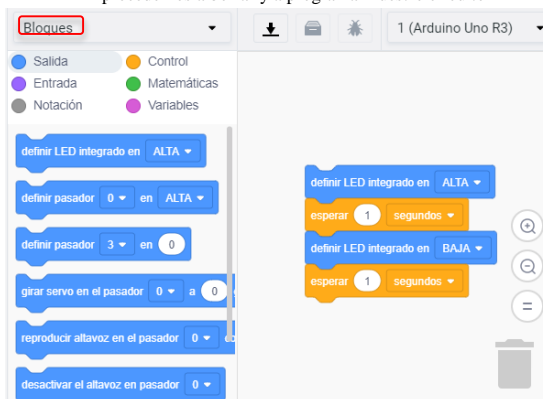 Bloques
1 (Arduino Uno R3)
Salida
Control
Entrada
Matemáticas
Notación
Variables
definir LED integrado en ALTA
definir pasador 0 en ALTA
definir pasador 3 en 0
girar servo en el pasador 0 a 0
reproducir altavoz en el pasador 0
desactivar el altavoz en pasador 0
definir LED integrado en ALTA
esperar 1 segundos
definir LED integrado en BAJA
esperar 1 segundos